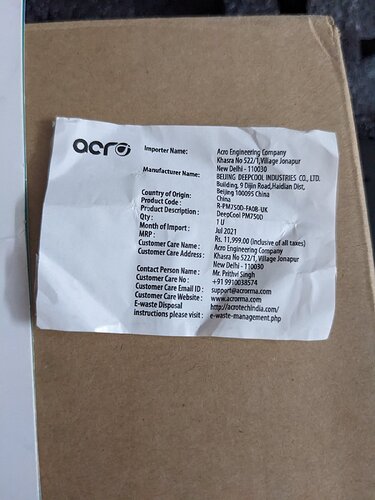 acro
Importer Name: Acro Engineering Company
Khasra No 522/1,Village Jonapur
New Delhi - 110030
Manufacturer Name: BEIJING DEEPCOOL INDUSTRIES CO., LTD.
Building, 9 Dijin Road,Haidian Dist,
Beijing 100095 China
Country of Origin: China
Product Code : R-PM750D-FA0B-UK
Product Description : DeepCool PM750D
Qty : 1 U
Month of Import : Jul 2021
MRP : Rs. 11,999.00 (inclusive of all taxes)
Customer Care Name : Acro Engineering Company
Customer Care Address : Khasra No 522/1, Village Jonapur
New Delhi - 110030
Contact Person Name : Mr. Prithvi Singh
Customer Care No : +91 9910038574
Customer Care Email ID : support@acrorma.com
Customer Care Website : www.acrorma.com
E-waste Disposal http://acrotechindia.com/
instructions please visit : e-waste-management.php